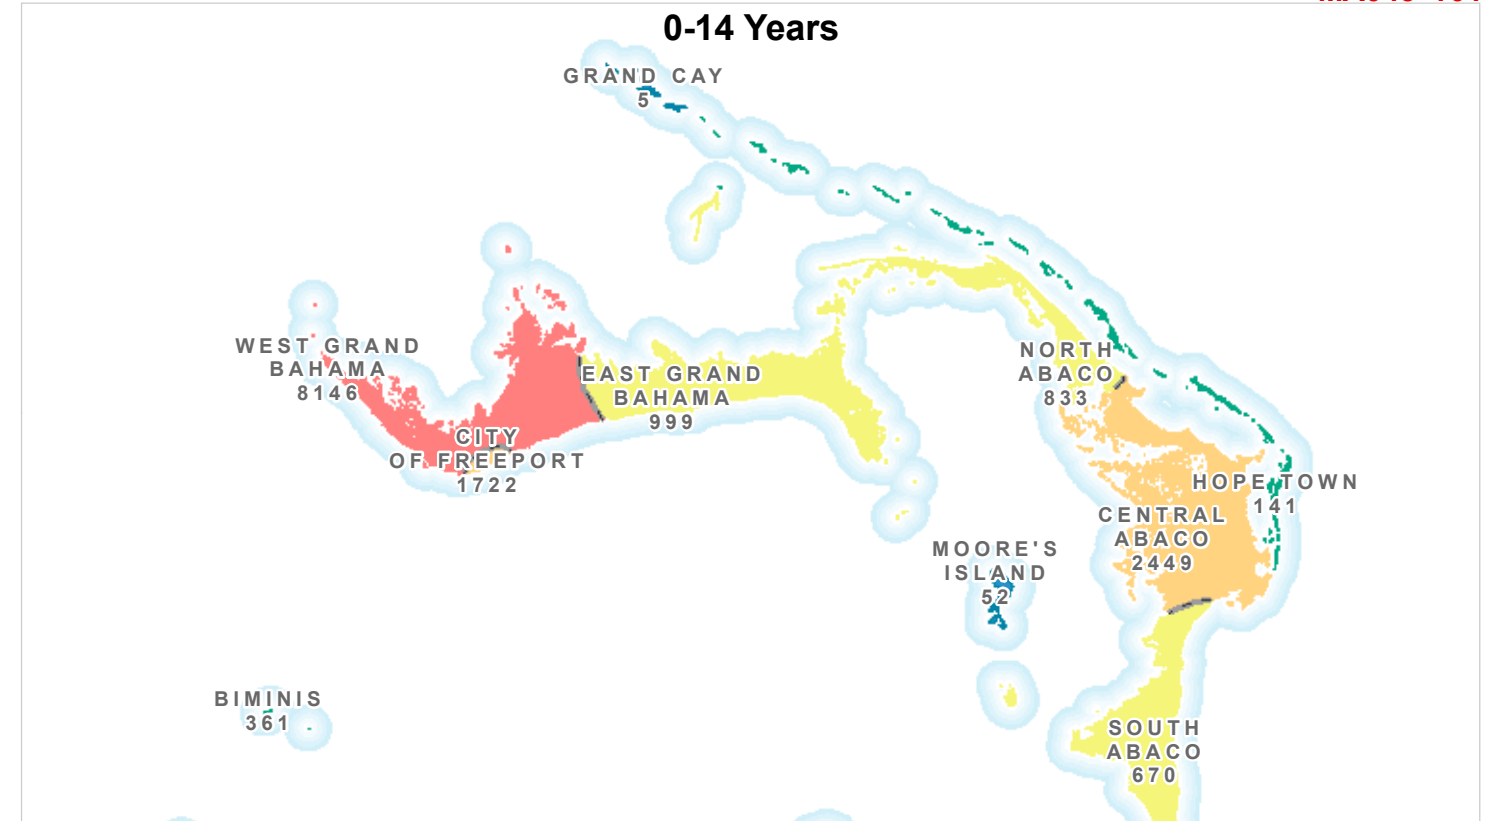 0-14 Years
GRAND CAY
5
WEST GRAND
BAHAMA
8146
EAST GRAND
BAHAMA
999
NORTH
ABACO
833
CITY
OF FREEPORT
1722
HOPE TOWN
141
CENTRAL
ABACO
2449
MOORE'S
ISLAND
52
BIMINIS
361
SOUTH
ABACO
670